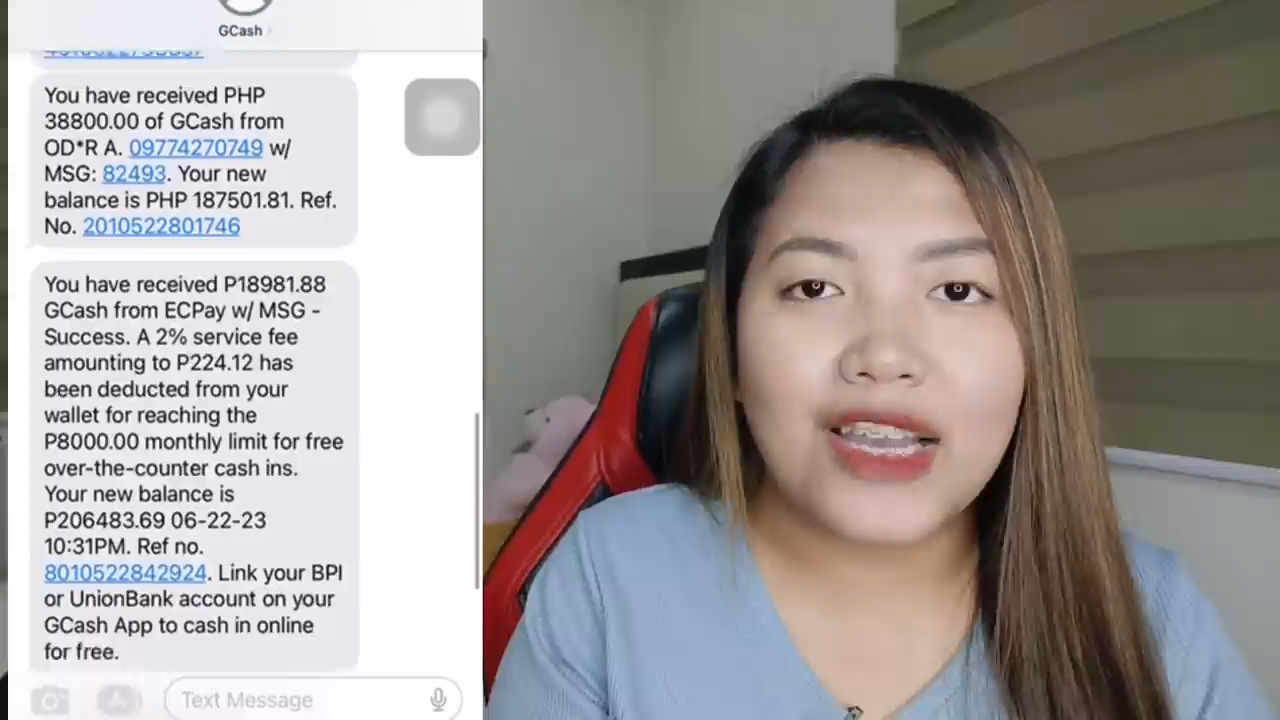 GCash
You have received PHP
38800.00 of GCash from
OD*R A. 09774270749 w/
MSG: 82493. Your new
balance is PHP 187501.81. Ref.
No. 2010522801746
You have received P18981.88
GCash from ECPay w/ MSG -
Success. A 2% service fee
amounting to P224.12 has
been deducted from your
wallet for reaching the
P8000.00 monthly limit for free
over-the-counter cash ins.
Your new balance is
P206483.69 06-22-23
10:31PM. Ref no.
8010522842924. Link your BPI
or UnionBank account on your
GCash App to cash in online
for free.
Text Message